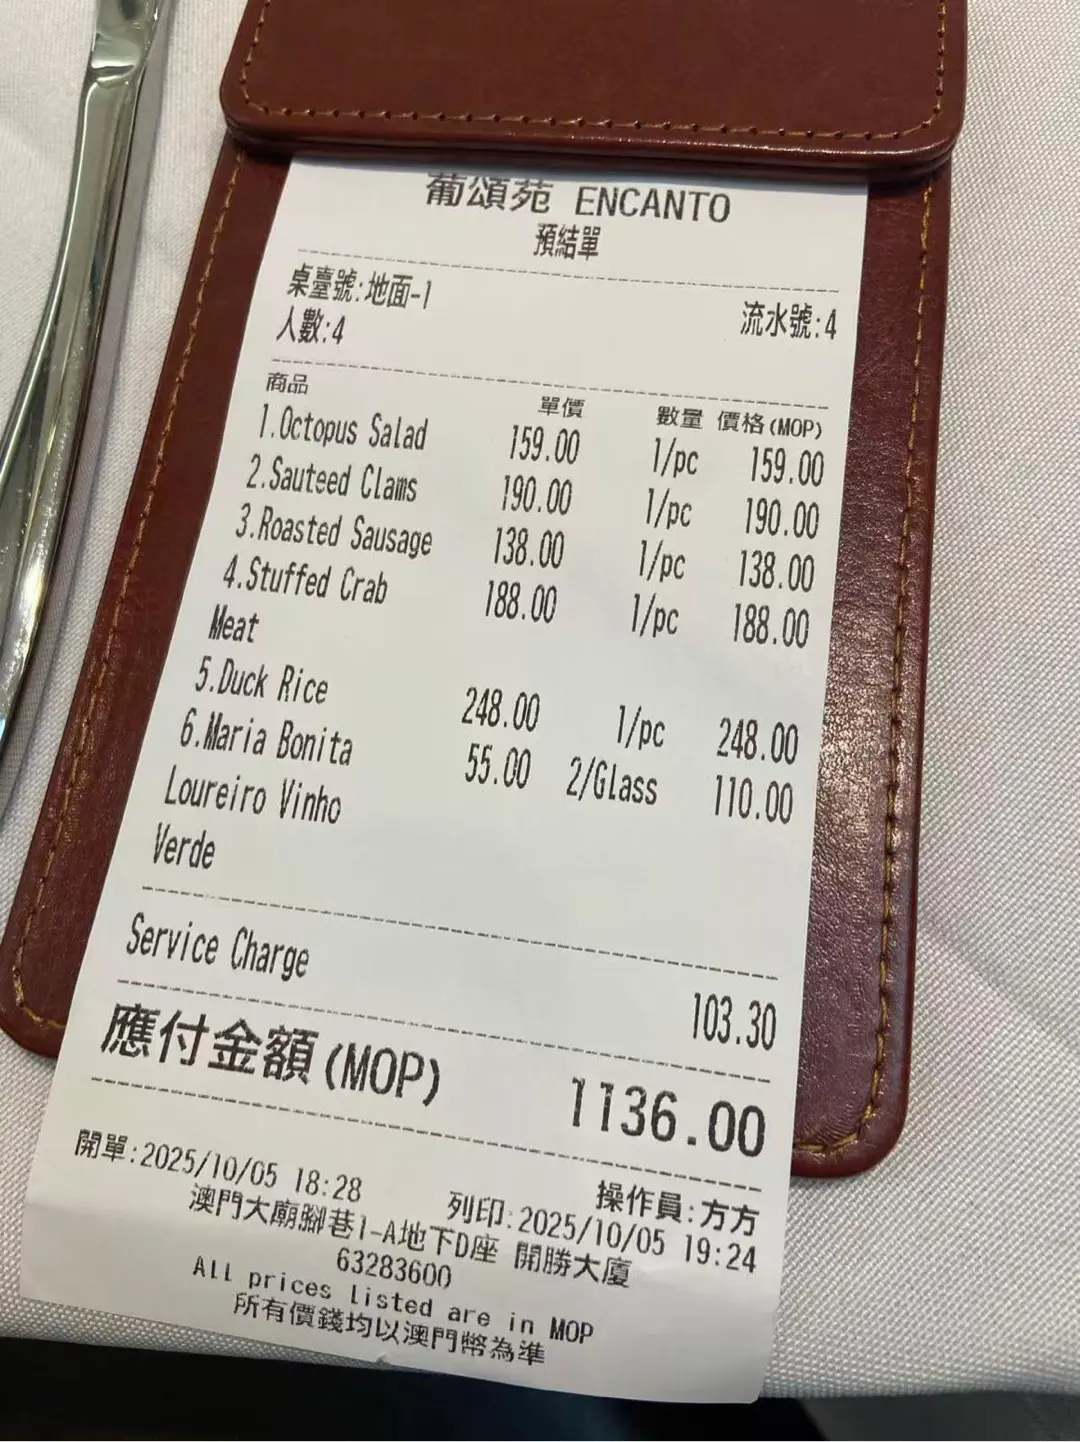 葡頌苑 ENCANTO
預結單
桌臺號:地面-1 流水號:4
人數:4
商品 單價 數量 價格(MOP)
1.Octopus Salad 159.00 1/pc 159.00
2.Sauteed Clams 190.00 1/pc 190.00
3.Roasted Sausage 138.00 1/pc 138.00
4.Stuffed Crab 188.00 1/pc 188.00
Meat
5.Duck Rice 248.00 1/pc 248.00
6.Maria Bonita 55.00 2/Glass 110.00
Loureiro Vinho
Verde
Service Charge 103.30
應付金額(MOP) 1136.00
操作員:方方
開單:2025/10/05 18:28 列印:2025/10/05 19:24
澳門大廟腳巷1-A地下D座 開勝大廈
63283600
All prices listed are in MOP
所有價錢均以澳門幣為準